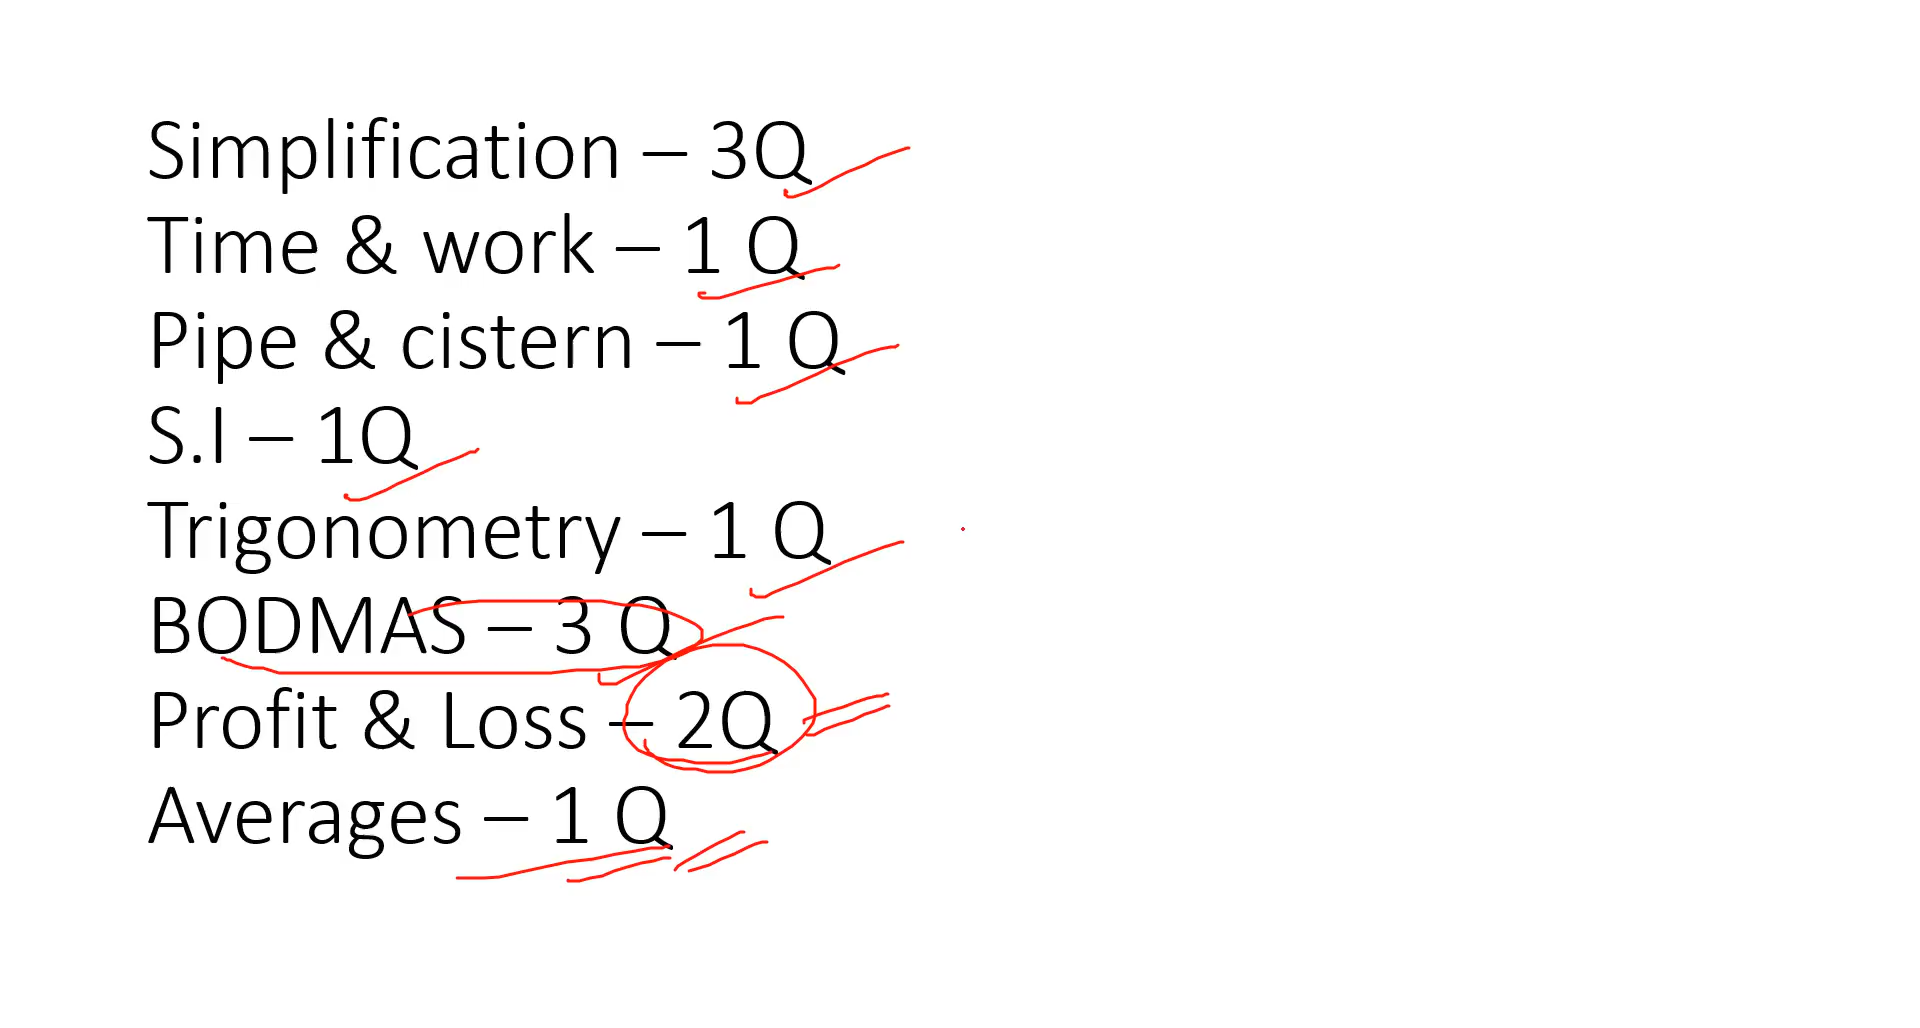 Simplification – 3Q
Time & work – 1 Q
Pipe & cistern – 1 Q
S.I – 1Q
Trigonometry – 1 Q
BODMAS – 3 Q
Profit & Loss – 2Q
Averages – 1 Q